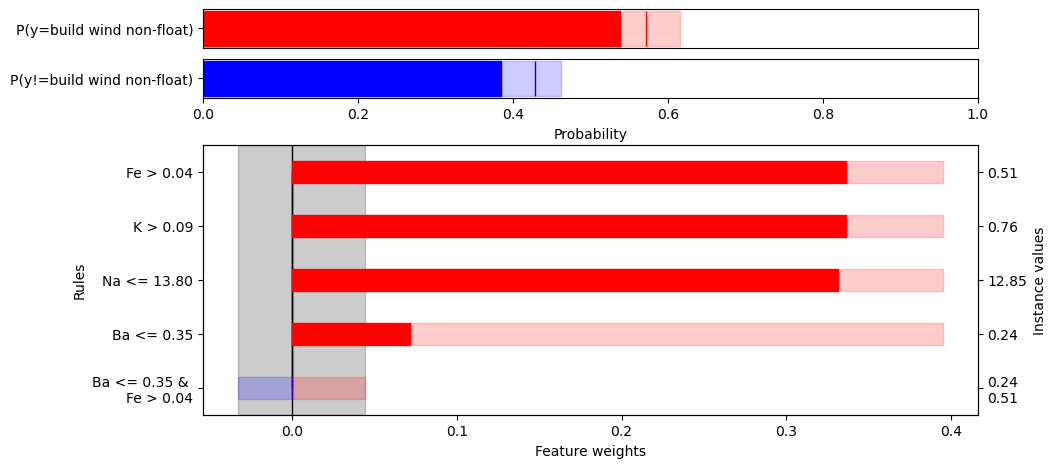 P(y=build wind non-float)
P(y!=build wind non-float)
0.0 0.2 0.4 0.6 0.8 1.0
Probability
Fe > 0.04 0.51
K > 0.09 0.76
Na <= 13.80 12.85
Ba <= 0.35 0.24
Ba <= 0.35 & 0.24
Fe > 0.04 0.51
Rules
Instance values
0.0 0.1 0.2 0.3 0.4
Feature weights